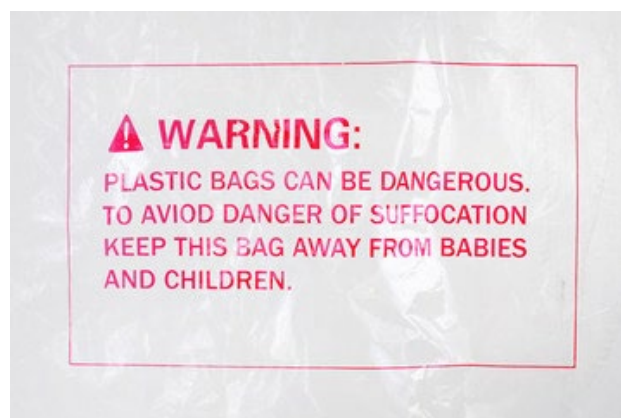 WARNING:
PLASTIC BAGS CAN BE DANGEROUS.
TO AVIOD DANGER OF SUFFOCATION
KEEP THIS BAG AWAY FROM BABIES
AND CHILDREN.